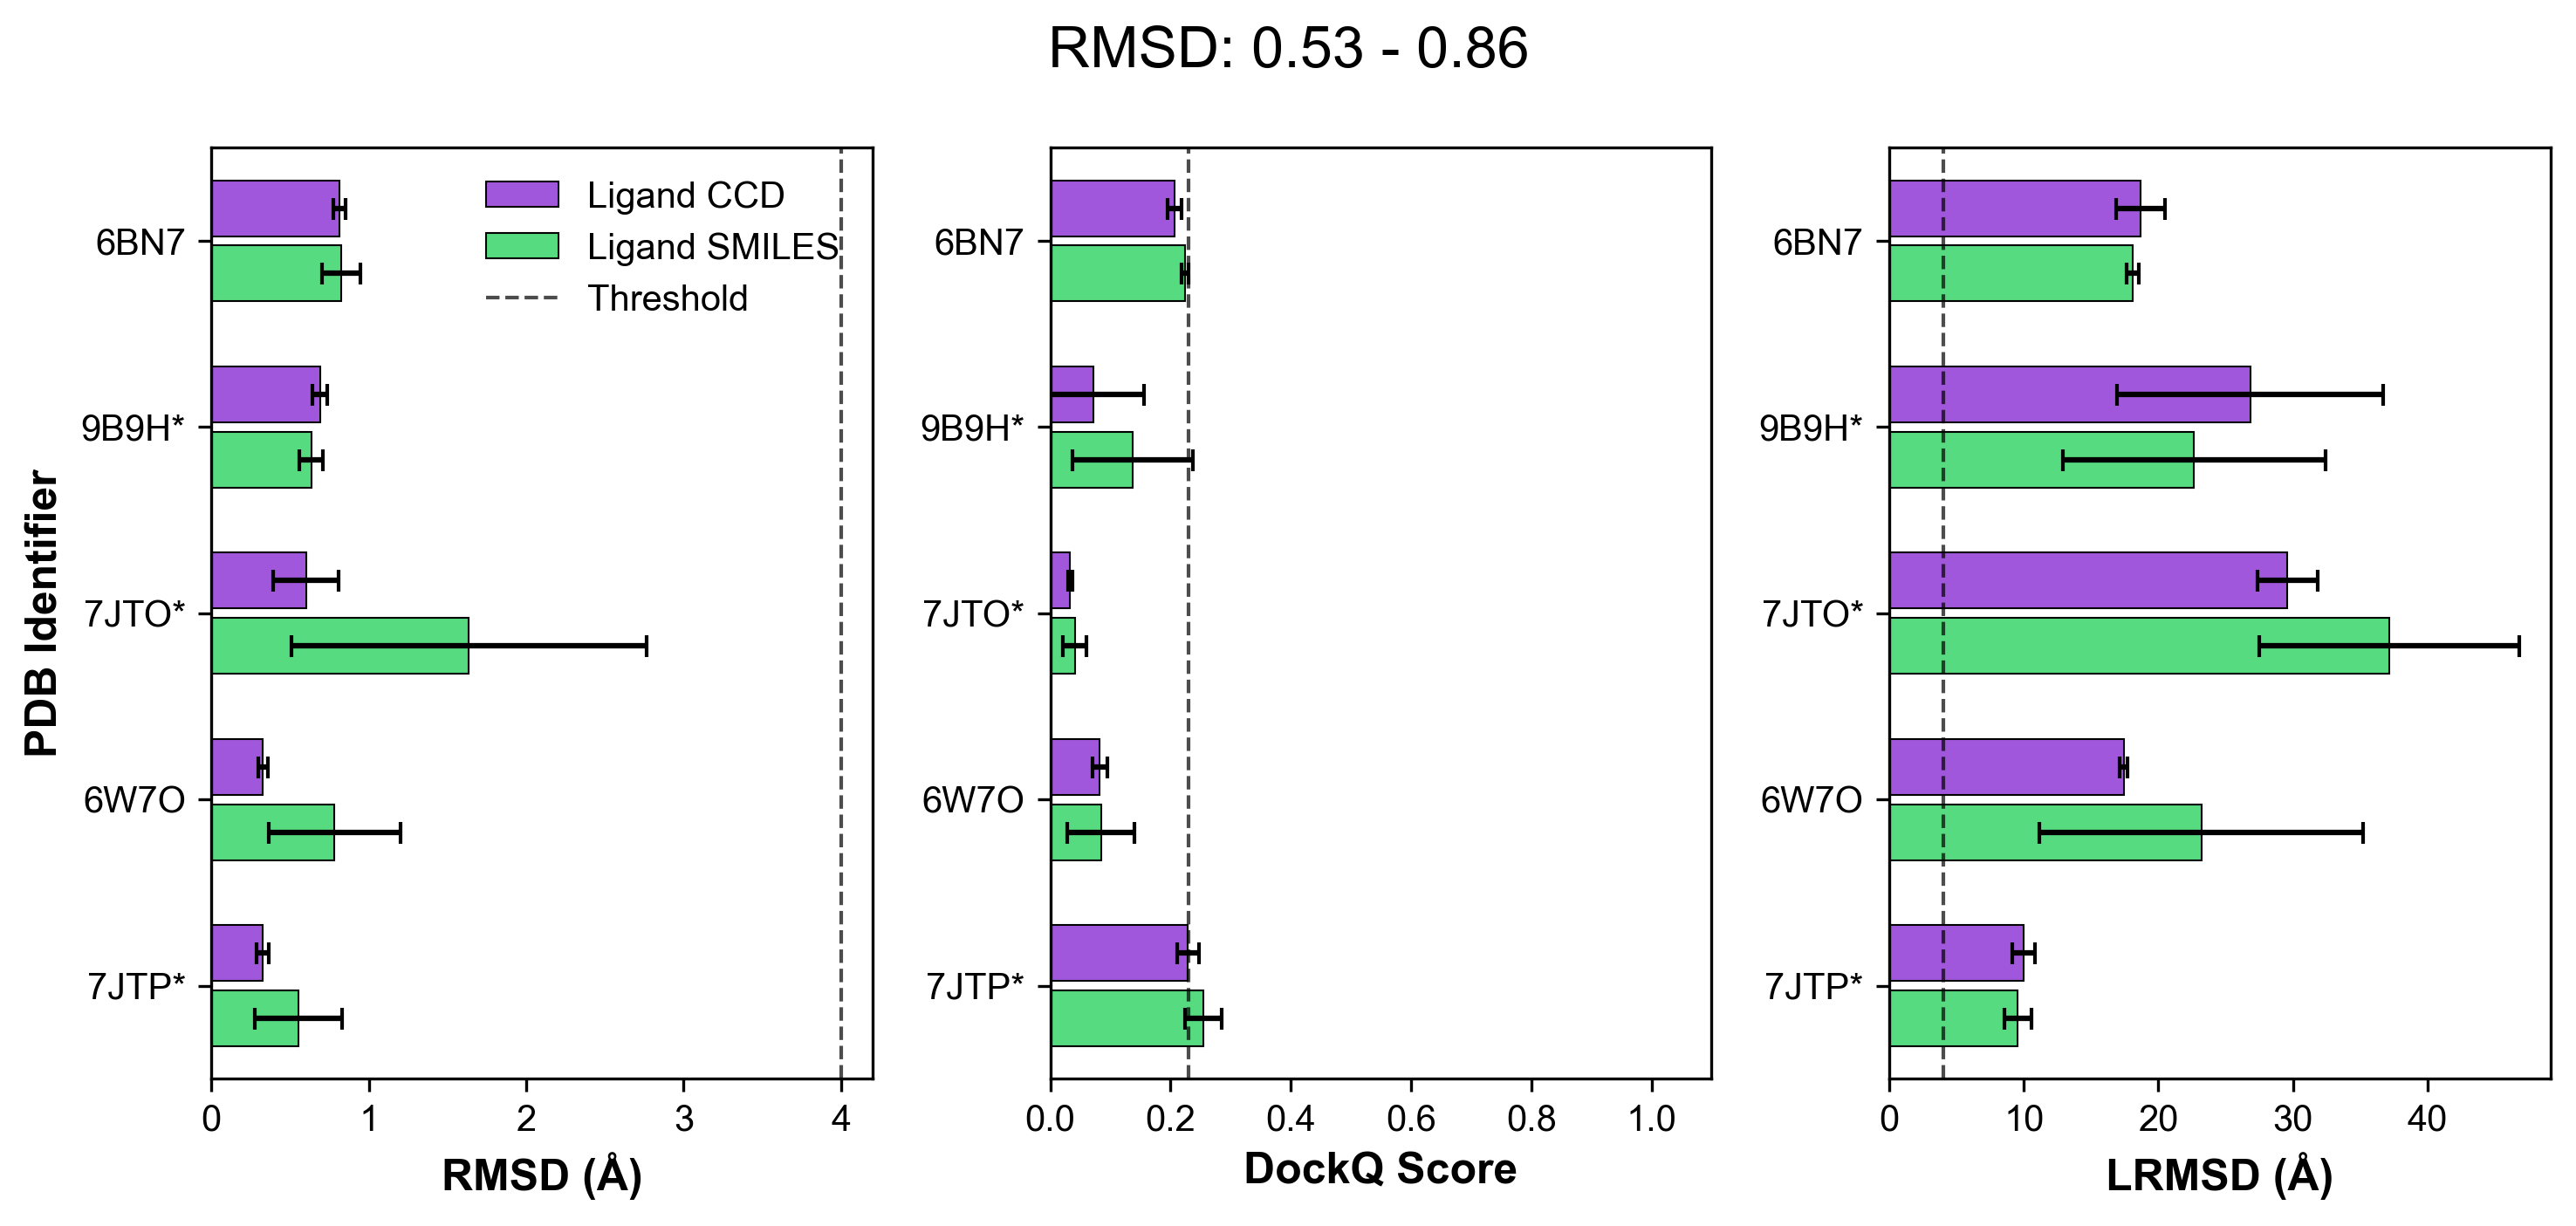 RMSD: 0.53 - 0.86
PDB Identifier
6BN7
9B9H*
7JTO*
6W7O
7JTP*
Ligand CCD
Ligand SMILES
Threshold
0 1 2 3 4
RMSD (Å)
6BN7
9B9H*
7JTO*
6W7O
7JTP*
0.0 0.2 0.4 0.6 0.8 1.0
DockQ Score
6BN7
9B9H*
7JTO*
6W7O
7JTP*
0 10 20 30 40
LRMSD (Å)